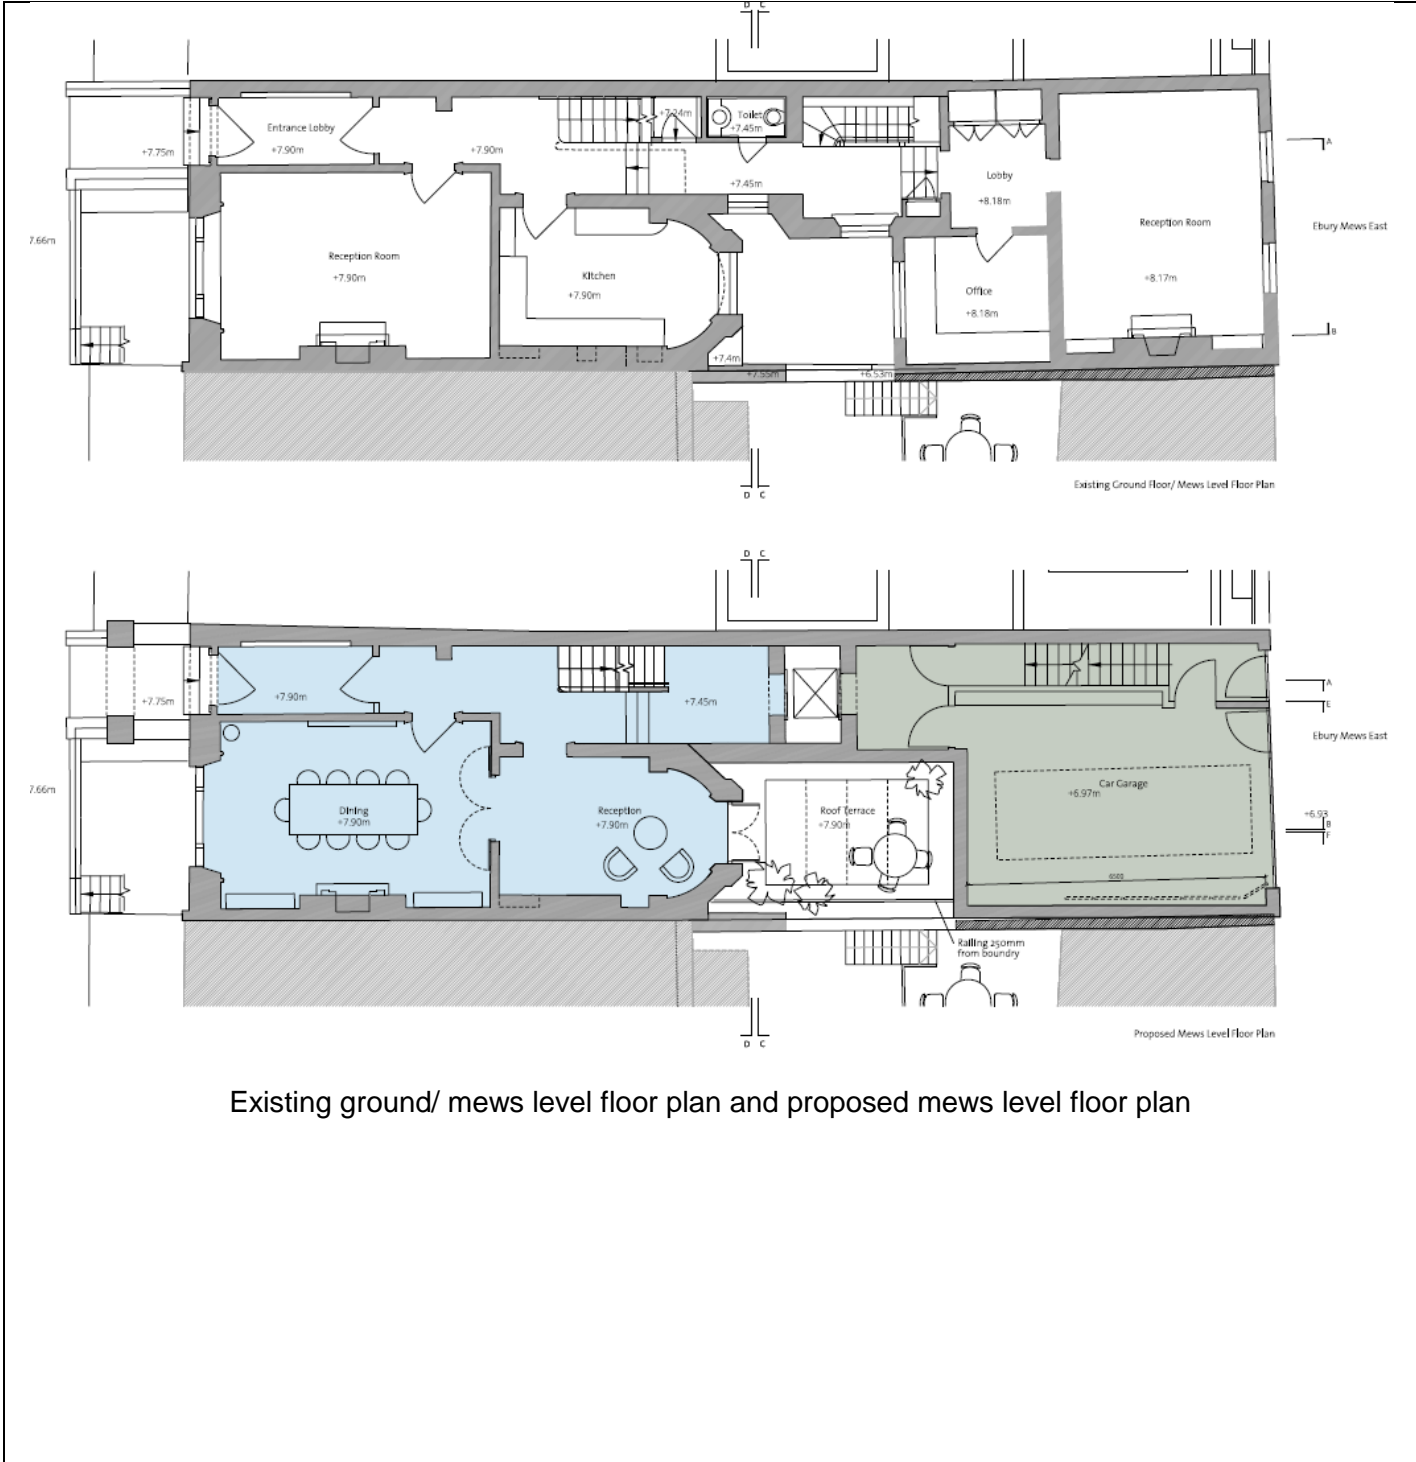 D C
Entrance Lobby
+7.90m
+7.75m
+7.90m
+7.24m
Toilet
+7.45m
+7.45m
Lobby
+8.18m
Reception Room
+8.17m
A
Ebury Mews East
7.66m
Reception Room
+7.90m
Kitchen
+7.90m
Office
+8.18m
B
+7.4m
+7.55m
+6.53m
D C
Existing Ground Floor/ Mews Level Floor Plan
D C
+7.75m
+7.90m
+7.45m
A
E
Ebury Mews East
7.66m
Dining
+7.90m
Reception
+7.90m
Roof Terrace
+7.90m
Car Garage
+6.97m
+6.93
B
F
6500
Railing 250mm
from boundry
D C
Proposed Mews Level Floor Plan
Existing ground/ mews level floor plan and proposed mews level floor plan